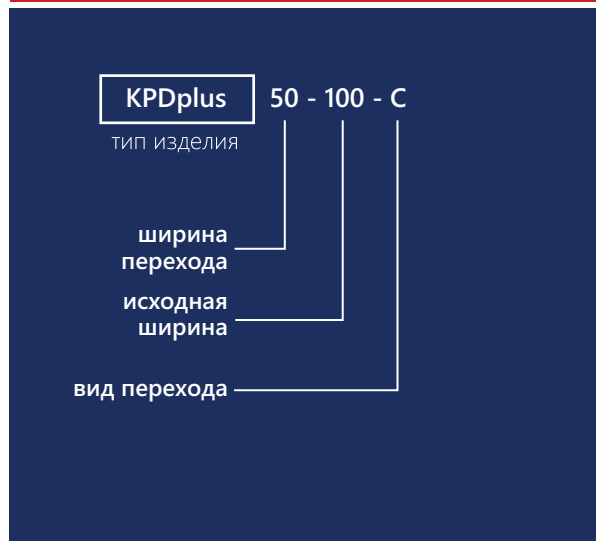 KPDplus 50 - 100 - C
тип изделия
ширина
перехода
исходная
ширина
вид перехода